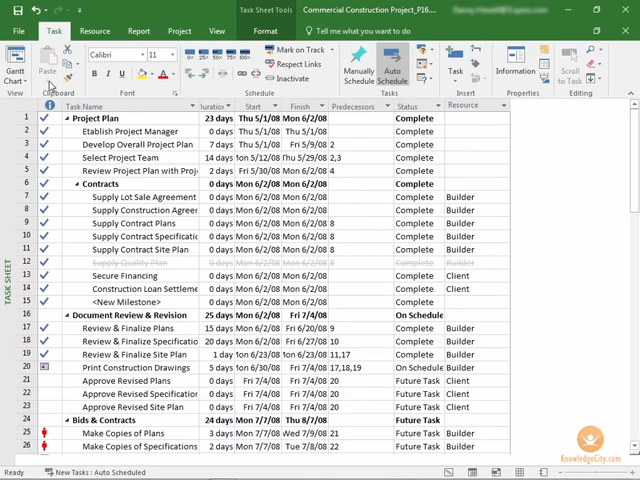 Task Sheet Tools
Commercial Construction Project_P16....
File Task Resource Report Project View Format Tell me what you want to do
Gantt Chart
Paste
Calibri 11
B I U A
Mark on Track
Respect Links
Inactivate
Manually Schedule
Auto Schedule
Task
Information
Scroll to Task
View Clipboard Font Schedule Tasks Insert Properties Editing
Task Name Duration Start Finish Predecessors Status Resource
1 Project Plan 23 days Thu 5/1/08 Mon 6/2/08 Complete
2 Etablish Project Manager 0 days Thu 5/1/08 Thu 5/1/08 Complete
3 Develop Overall Project Plan 7 days Thu 5/1/08 Fri 5/9/08 2 Complete
4 Select Project Team 14 days Mon 5/12/08 Thu 5/29/08 2,3 Complete
5 Review Project Plan with Projec 2 days Fri 5/30/08 Mon 6/2/08 4 Complete
6 Contracts 0 days Mon 6/2/08 Mon 6/2/08 Complete
7 Supply Lot Sale Agreement 0 days Mon 6/2/08 Mon 6/2/08 Complete Builder
8 Supply Construction Agreer 0 days Mon 6/2/08 Mon 6/2/08 Complete Builder
9 Supply Contract Plans 0 days Mon 6/2/08 Mon 6/2/08 8 Complete Builder
10 Supply Contract Specificatio 0 days Mon 6/2/08 Mon 6/2/08 8 Complete Builder
11 Supply Contract Site Plan 0 days Mon 6/2/08 Mon 6/2/08 8 Complete Builder
12 Supply Quality Plan 0 days Mon 6/2/08 Mon 6/2/08 8 Complete
13 Secure Financing 0 days Mon 6/2/08 Mon 6/2/08 Complete Client
14 Construction Loan Settleme 0 days Mon 6/2/08 Mon 6/2/08 Complete Client
15 <New Milestone> 0 days Mon 6/2/08 Mon 6/2/08 Complete
16 Document Review & Revision 25 days Mon 6/2/08 Fri 7/4/08 On Schedule
17 Review & Finalize Plans 15 days Mon 6/2/08 Fri 6/20/08 9 Complete Builder
18 Review & Finalize Specificatio 20 days Mon 6/2/08 Fri 6/27/08 10 Complete Builder
19 Review & Finalize Site Plan 1 day Mon 6/23/08 Mon 6/23/08 11,17 Complete Builder
20 Print Construction Drawings 5 days Mon 6/30/08 Fri 7/4/08 17,18,19 On Schedule Builder
21 Approve Revised Plans 0 days Fri 7/4/08 Fri 7/4/08 20 Future Task Client
22 Approve Revised Specification 0 days Fri 7/4/08 Fri 7/4/08 20 Future Task Client
23 Approve Revised Site Plan 0 days Fri 7/4/08 Fri 7/4/08 20 Future Task Client
24 Bids & Contracts 24 days Mon 7/7/08 Thu 8/7/08 Future Task
25 Make Copies of Plans 3 days Mon 7/7/08 Wed 7/9/08 21 Future Task Builder
26 Make Copies of Specifications 2 days Mon 7/7/08 Tue 7/8/08 22 Future Task Builder
TASK SHEET
KnowledgeCity.com
Ready New Tasks : Auto Scheduled